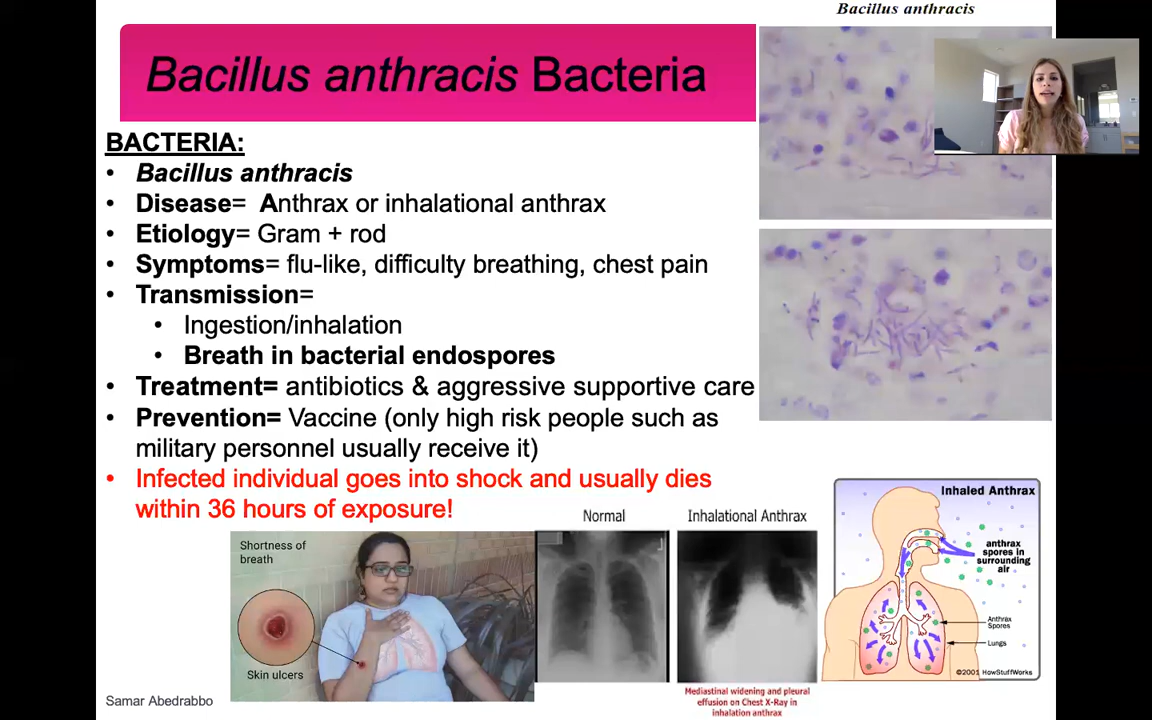 Bacillus anthracis
Bacillus anthracis Bacteria
BACTERIA:
• Bacillus anthracis
• Disease= Anthrax or inhalational anthrax
• Etiology= Gram + rod
• Symptoms= flu-like, difficulty breathing, chest pain
• Transmission=
• Ingestion/inhalation
• Breath in bacterial endospores
• Treatment= antibiotics & aggressive supportive care
• Prevention= Vaccine (only high risk people such as
military personnel usually receive it)
• Infected individual goes into shock and usually dies
within 36 hours of exposure!
Shortness of
breath
Skin ulcers
Normal
Inhalational Anthrax
Mediastinal widening and pleural
effusion on Chest X-Ray in
inhalation anthrax
Inhaled Anthrax
anthrax
spores in
surrounding
air
Anthrax
Spores
Lungs
©2001 HowStuffWorks
Samar Abedrabbo